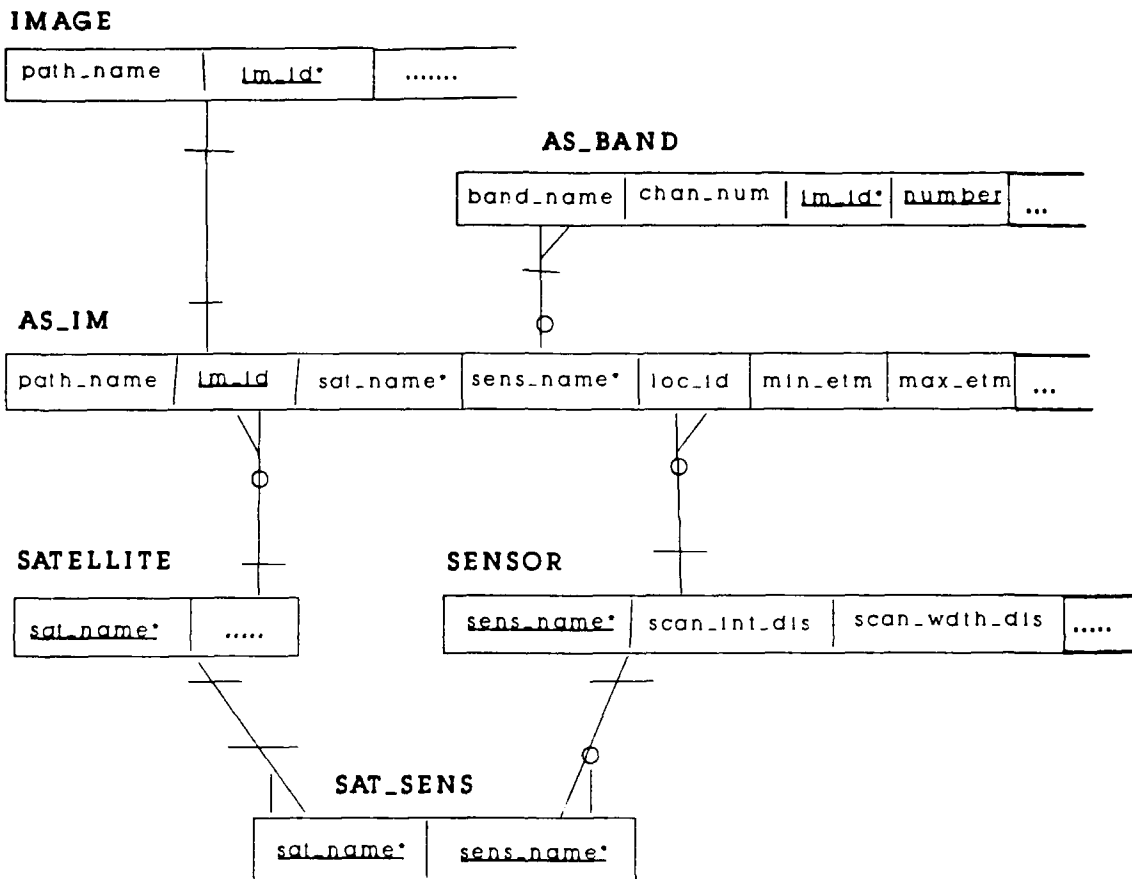 IMAGE
path_name im_id* .......
AS_BAND
band_name chan_num im_id* number ...
AS_IM
path_name im_id sat_name* sens_name* loc_id min_etm max_etm ...
SATELLITE
SENSOR
sat_name* .....
sens_name* scan_int_dis scan_wdth_dis .....
SAT_SENS
sat_name* sens_name*